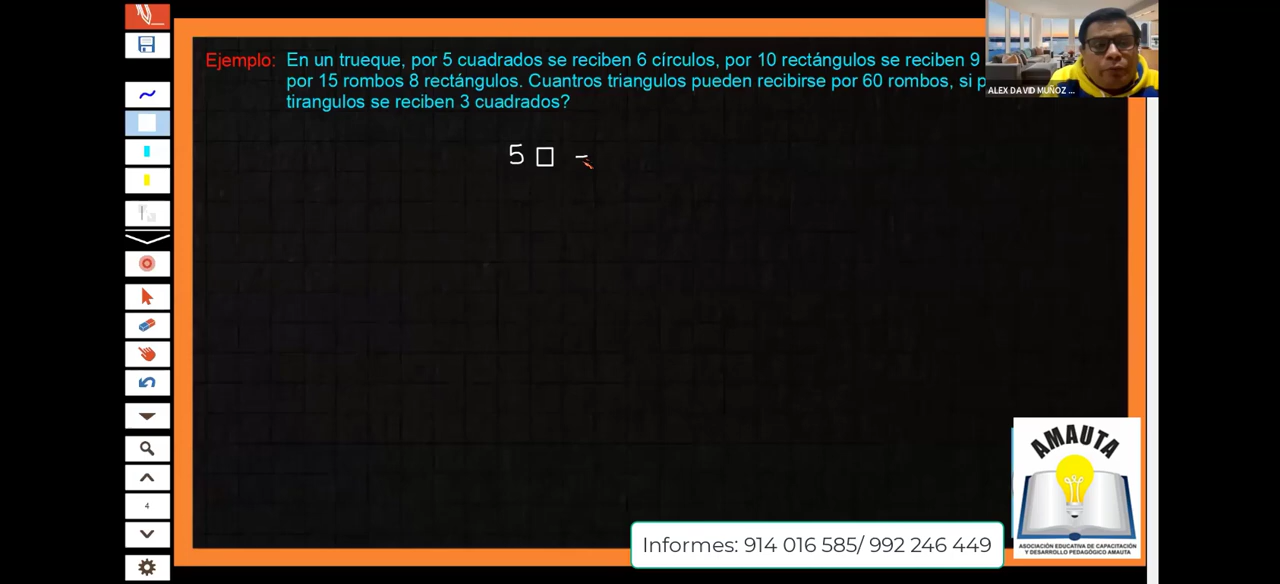 Ejemplo: En un trueque, por 5 cuadrados se reciben 6 círculos, por 10 rectángulos se reciben 9
por 15 rombos 8 rectángulos. Cuantros triangulos pueden recibirse por 60 rombos, si p
tirangulos se reciben 3 cuadrados?
ALEX DAVID MUÑOZ ...
5 □ -
4
AMAUTA
ASOCIACIÓN EDUCATIVA DE CAPACITACIÓN
Y DESARROLLO PEDAGÓGICO AMAUTA
Informes: 914 016 585/ 992 246 449